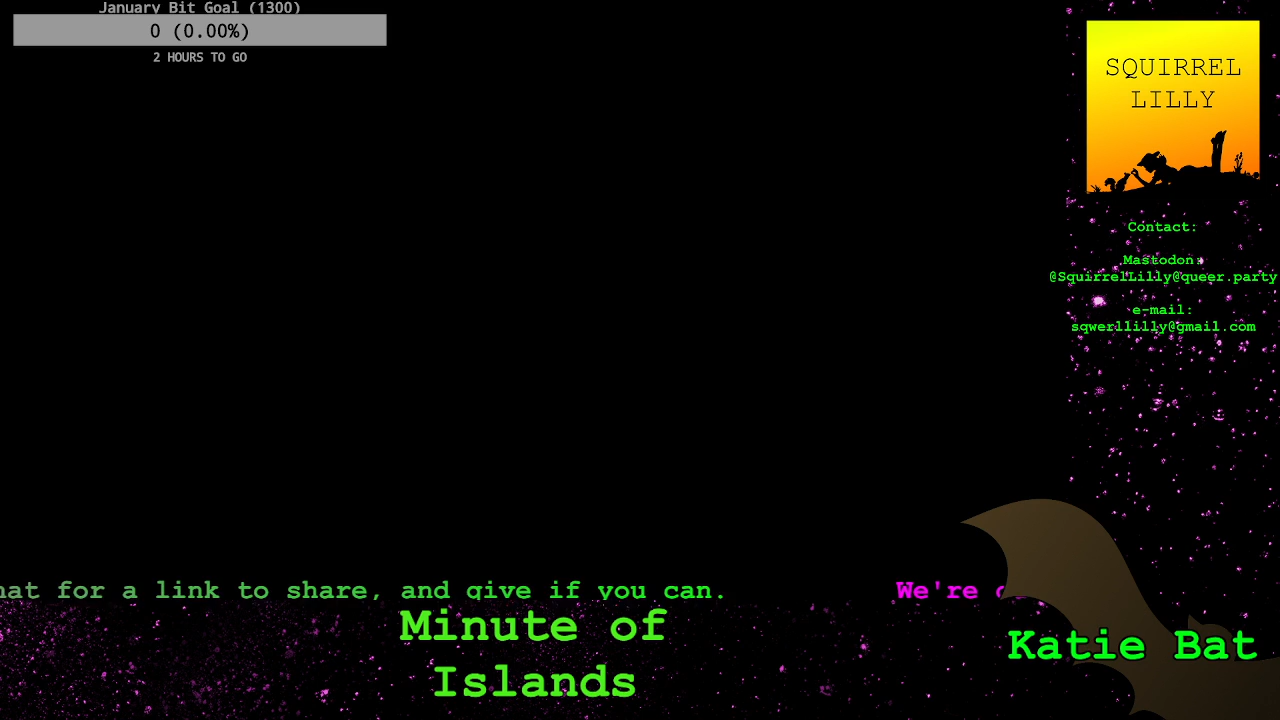 January Bit Goal (1300)
0 (0.00%)
2 HOURS TO GO
SQUIRREL
LILLY
Contact:
Mastodon:
@SquirrelLilly@queer.party
e-mail:
sqwerllilly@gmail.com
for a link to share, and give if you can.
We're
Minute of
Islands
Katie Bat